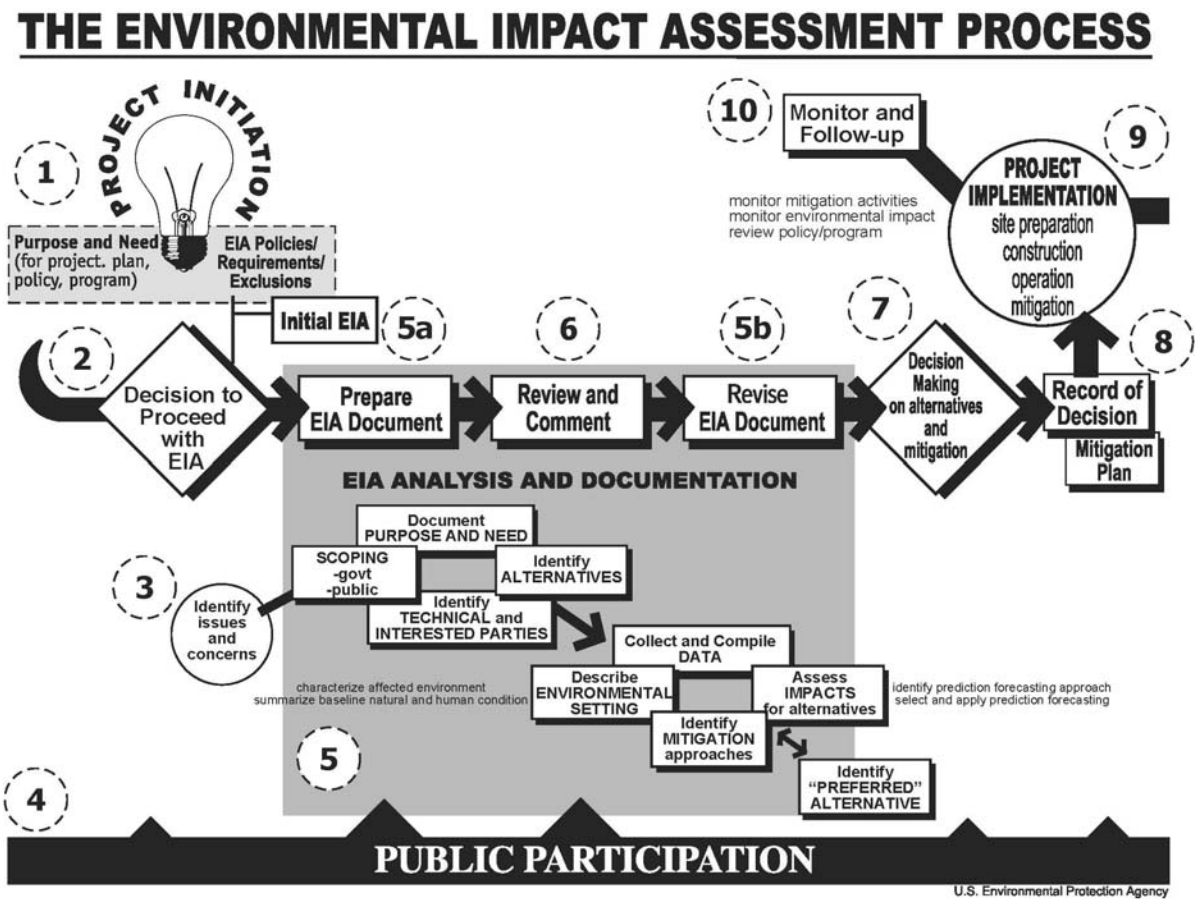 THE ENVIRONMENTAL IMPACT ASSESSMENT PROCESS
PROJECT INITIATION
1
Purpose and Need
(for project. plan,
policy, program)
EIA Policies/
Requirements/
Exclusions
Initial EIA
2
Decision to
Proceed
with
EIA
5a
Prepare
EIA Document
6
Review and
Comment
5b
Revise
EIA Document
7
Decision
Making
on alternatives
and
mitigation
8
Record of
Decision
Mitigation
Plan
9
PROJECT
IMPLEMENTATION
site preparation
construction
operation
mitigation
10
Monitor and
Follow-up
monitor mitigation activities
monitor environmental impact
review policy/program
EIA ANALYSIS AND DOCUMENTATION
3
Identify
issues
and
concerns
SCOPING
-govt
-public
Document
PURPOSE AND NEED
Identify
ALTERNATIVES
Identify
TECHNICAL and
INTERESTED PARTIES
Collect and Compile
DATA
Describe
ENVIRONMENTAL
SETTING
characterize affected environment
summarize baseline natural and human condition
Assess
IMPACTS
for alternatives
identify prediction forecasting approach
select and apply prediction forecasting
Identify
MITIGATION
approaches
Identify
"PREFERRED"
ALTERNATIVE
5
4
PUBLIC PARTICIPATION
U.S. Environmental Protection Agency